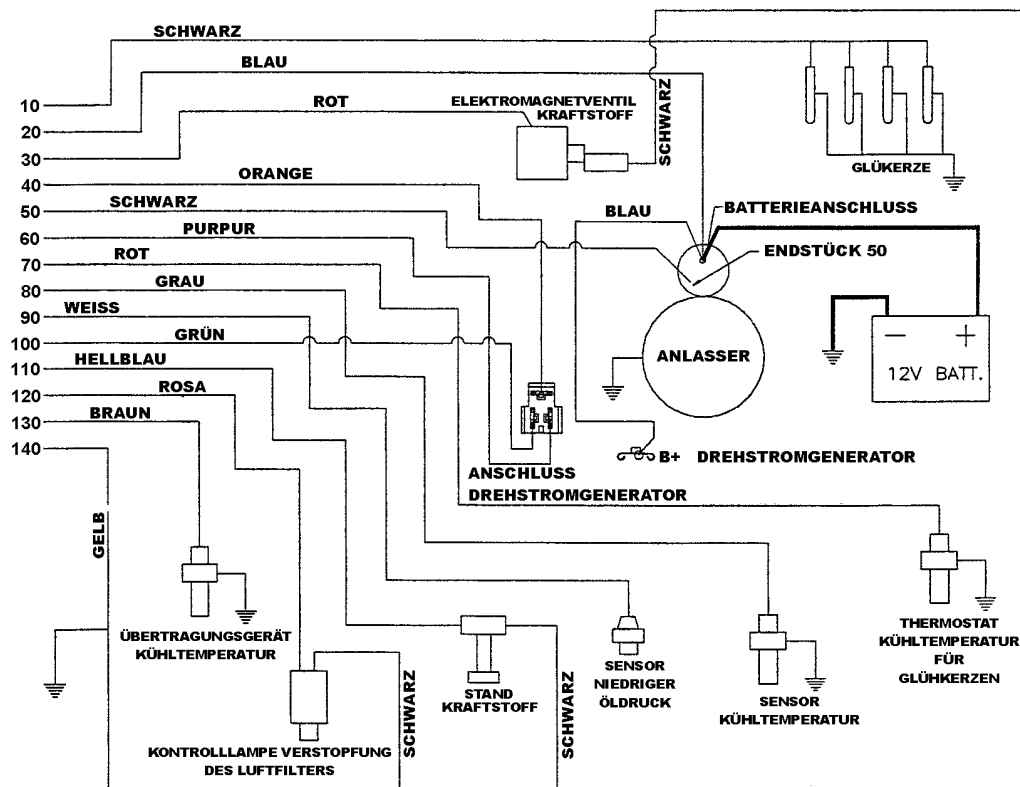 SCHWARZ
BLAU
10
ROT
ELEKTROMAGNETVENTIL
KRAFTSTOFF
SCHWARZ
20
30
GLÜKERZE
ORANGE
40
SCHWARZ
50
BLAU
BATTERIEANSCHLUSS
PURPUR
60
ENDSTÜCK 50
ROT
70
GRAU
80
WEISS
90
GRÜN
100
ANLASSER
- +
12V BATT.
HELLBLAU
110
ROSA
120
BRAUN
130
140
B+ DREHSTROMGENERATOR
ANSCHLUSS
DREHSTROMGENERATOR
GELB
ÜBERTRAGUNGSGERÄT
KÜHLTEMPERATUR
THERMOSTAT
KÜHLTEMPERATUR
FÜR
GLÜHKERZEN
SENSOR
NIEDRIGER
ÖLDRUCK
STAND
KRAFTSTOFF
SENSOR
KÜHLTEMPERATUR
SCHWARZ
SCHWARZ
KONTROLLLAMPE VERSTOPFUNG
DES LUFTFILTERS